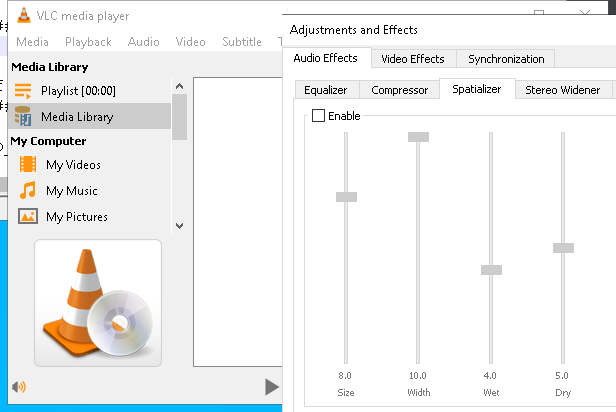 VLC media player
Media Playback Audio Video Subtitle
Media Library
Playlist [00:00]
Media Library
My Computer
My Videos
My Music
My Pictures
Adjustments and Effects
Audio Effects Video Effects Synchronization
Equalizer Compressor Spatializer Stereo Widener
Enable
8.0 10.0 4.0 5.0
Size Width Wet Dry